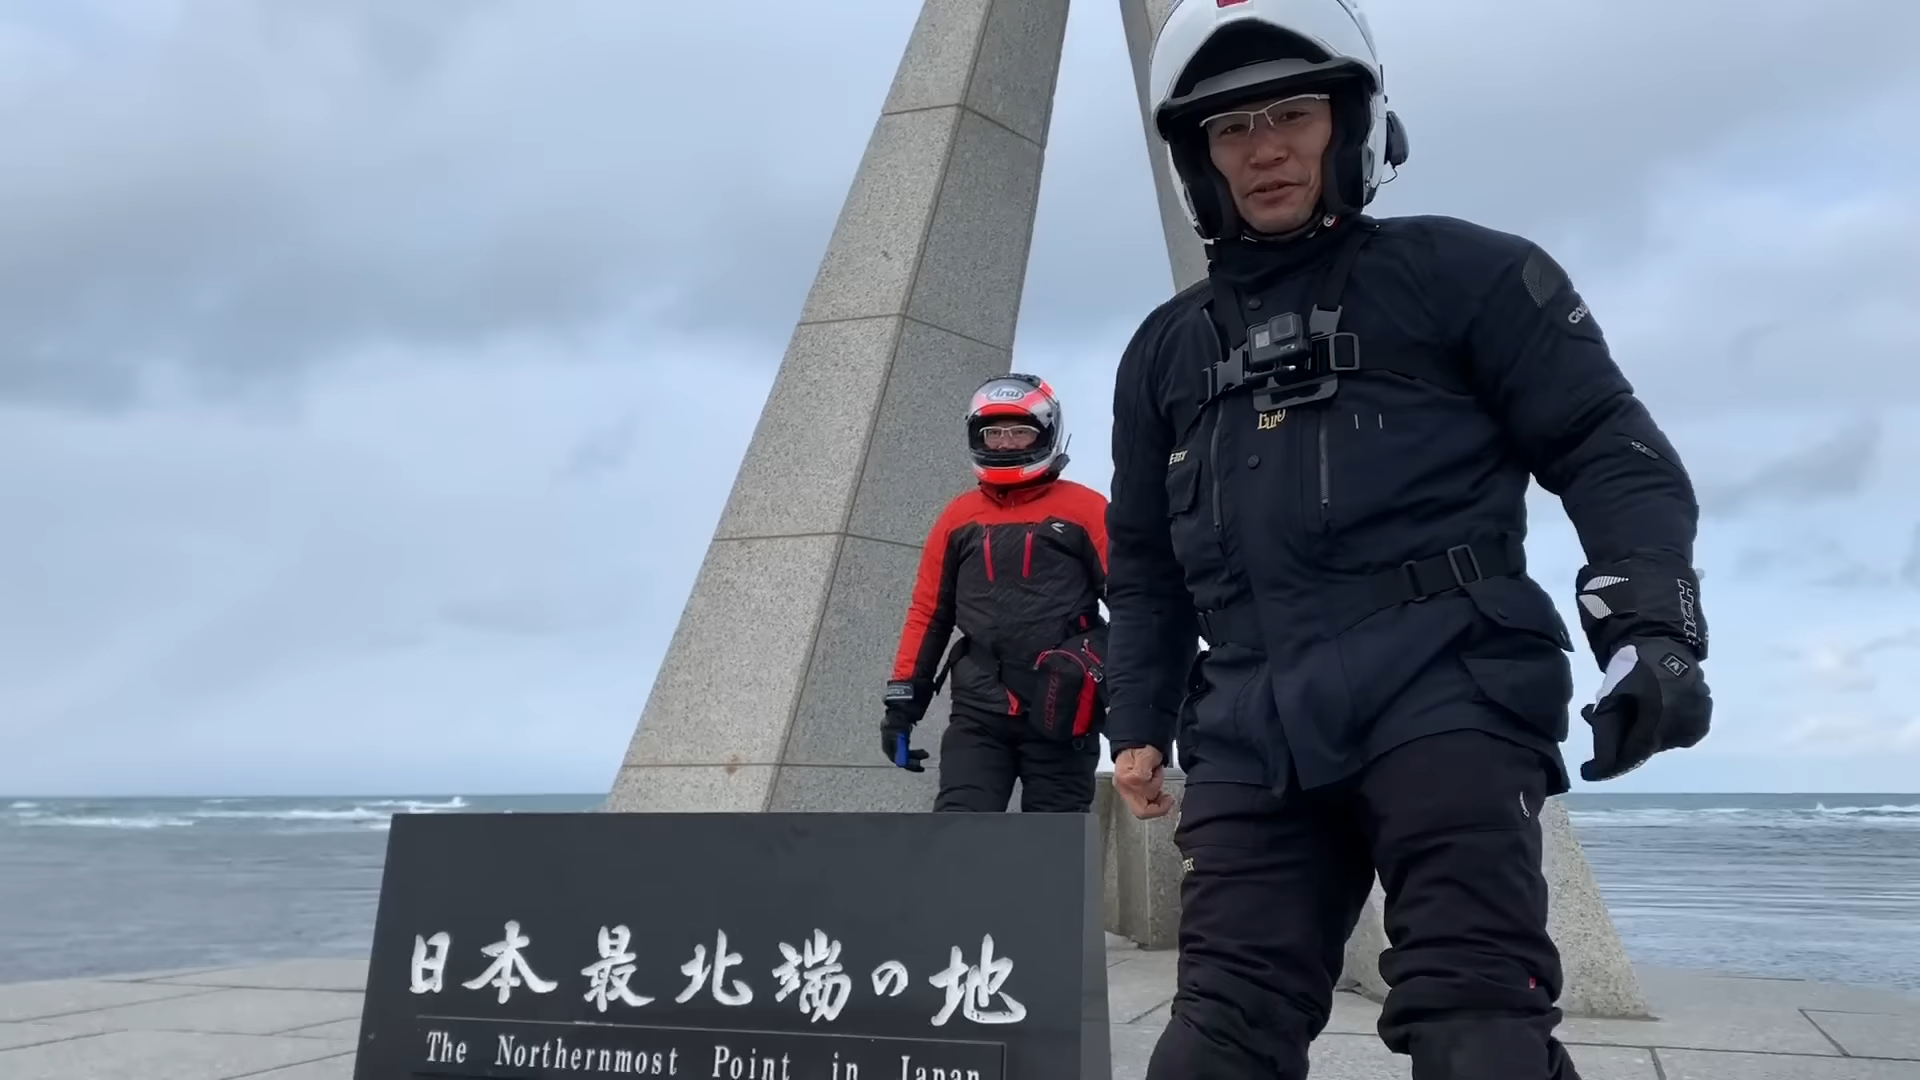 Arai
日本最北端の地
The Northernmost Point in Japan